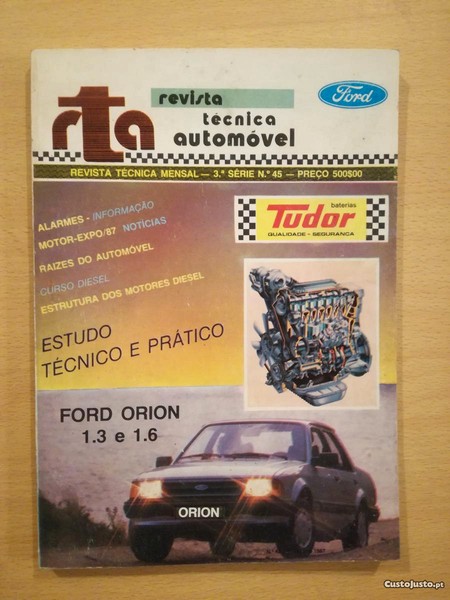 rta
revista
técnica
automóvel
Ford
REVISTA TÉCNICA MENSAL — 3.ª SÉRIE N.º 45 — PREÇO 500$00
ALARMES - INFORMAÇÃO
MOTOR-EXPO/87 NOTÍCIAS
RAIZES DO AUTOMÓVEL
CURSO DIESEL
ESTRUTURA DOS MOTORES DIESEL
baterias
Tudor
QUALIDADE - SEGURANÇA
ESTUDO
TÉCNICO E PRÁTICO
FORD ORION
1.3 e 1.6
ORION
CustoJusto.pt